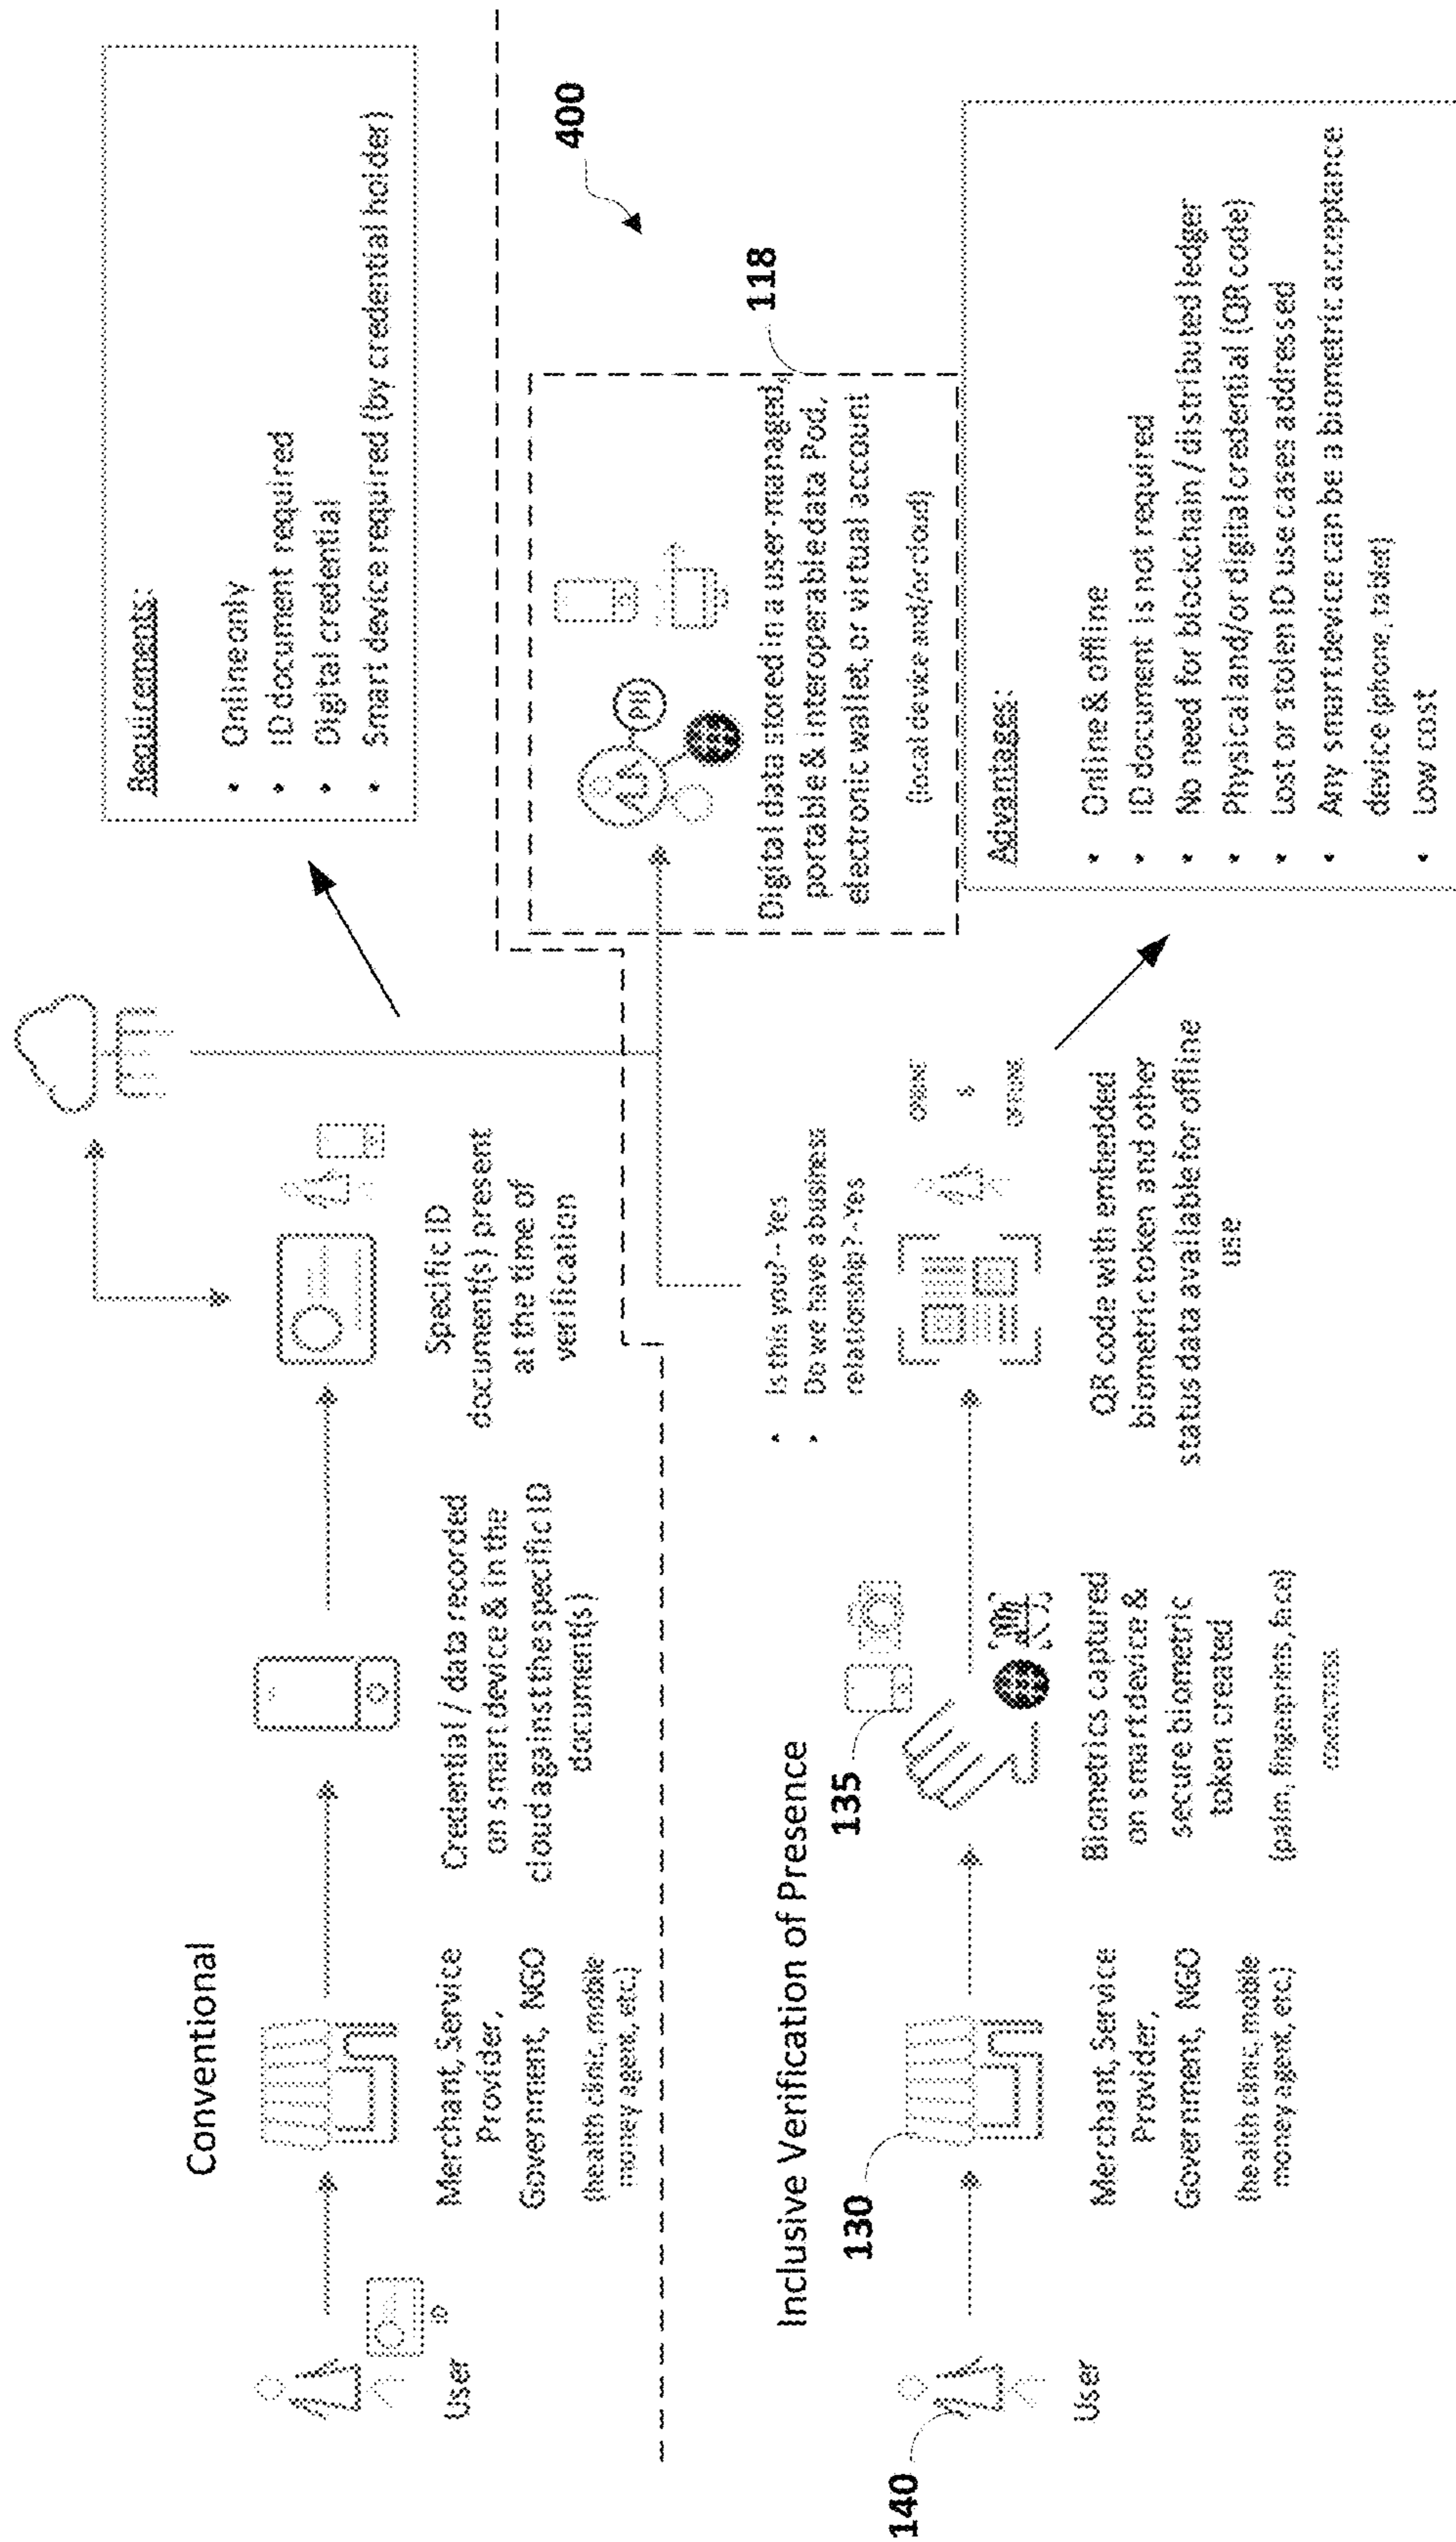 Conventional
User
ID
Merchant, Service
Provider,
Government, NGO
(health clinic, mobile
money agent, etc.)
Credential / data recorded
on smart device & in the
cloud against the specific ID
document(s)
Specific ID
document(s) present
at the time of
verification
Requirements:
• Online only
• ID document required
• Digital credential
• Smart device required (by credential holder)
400
118
PII
Digital data stored in a user-managed,
portable & interoperable data Pod,
electronic wallet, or virtual account
(local device and/or cloud)
Inclusive Verification of Presence
140
User
130
Merchant, Service
Provider,
Government, NGO
(health clinic, mobile
money agent, etc.)
135
Biometrics captured
on smart device &
secure biometric
token created
(palm, fingerprints, face)
contactless
• Is this you? - Yes
• Do we have a business
relationship? - Yes
ONLINE
&
OFFLINE
QR code with embedded
biometric token and other
status data available for offline
use
Advantages:
• Online & offline
• ID document is not required
• No need for blockchain / distributed ledger
• Physical and/or digital credential (QR code)
• Lost or stolen ID use cases addressed
• Any smart device can be a biometric acceptance
device (phone, tablet)
• Low cost